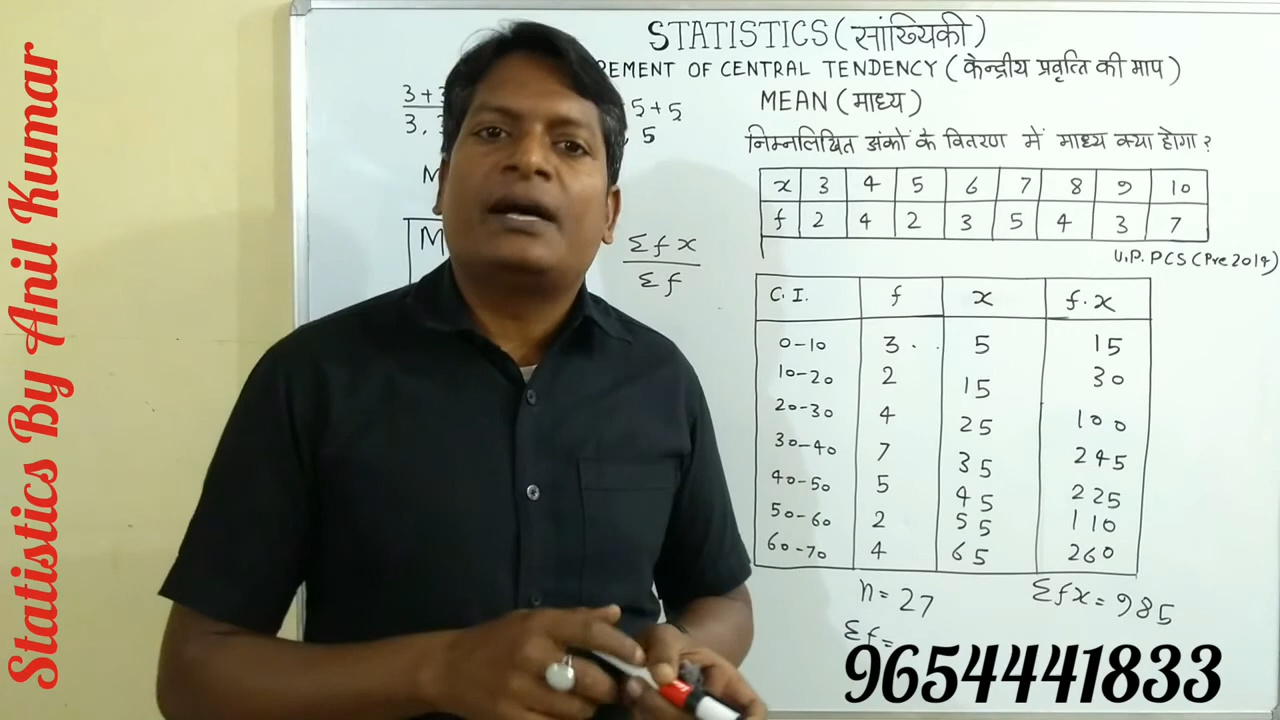 Statistics By Anil Kumar
STATISTICS (सांख्यिकी)
REMENT OF CENTRAL TENDENCY (केन्द्रीय प्रवृत्ति की माप)
MEAN (माध्य)
3+3 5+5
3, 3 , 5
M
M
Σfx
Σf
निम्नलिखित अंकों के वितरण में माध्य क्या होगा ?
x 3 4 5 6 7 8 9 10
f 2 4 2 3 5 4 3 7
U.P. PCS (Pre 2014)
C.I. f x f.x
0-10 3 5 15
10-20 2 15 30
20-30 4 25 100
30-40 7 35 245
40-50 5 45 225
50-60 2 55 110
60-70 4 65 260
n = 27 Σfx = 985
Σf =
9654441833